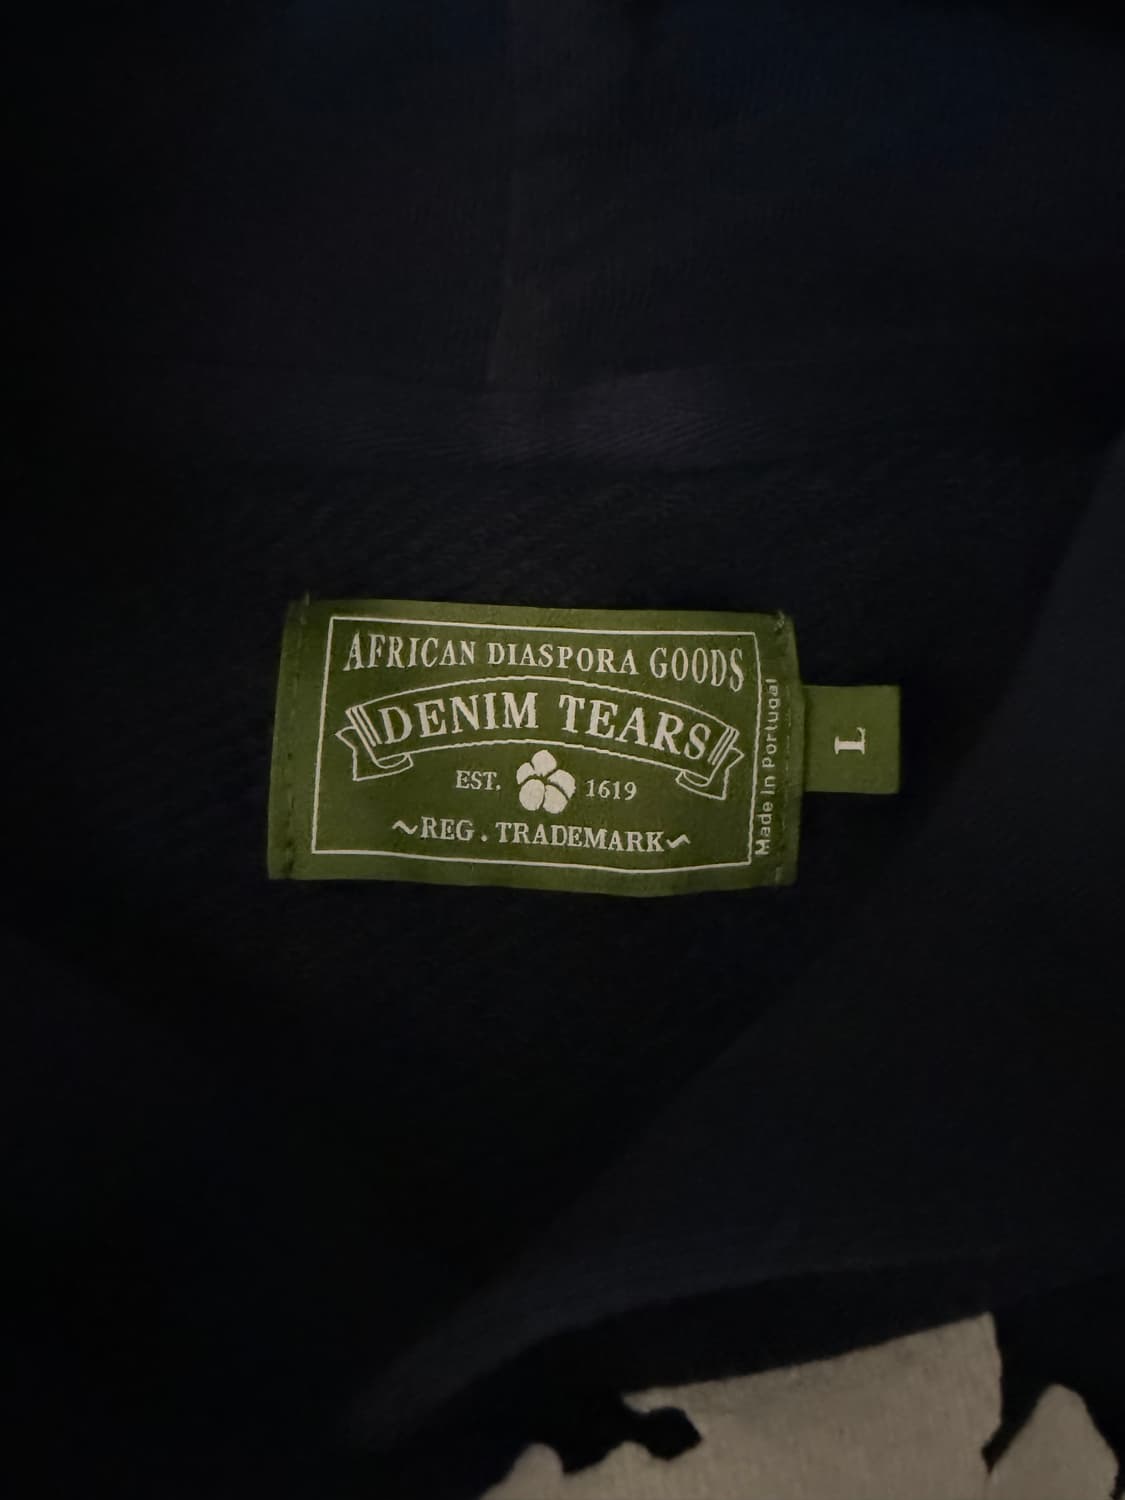 AFRICAN DIASPORA GOODS
DENIM TEARS
EST. 1619
~REG. TRADEMARK~
Made in Portugal
L